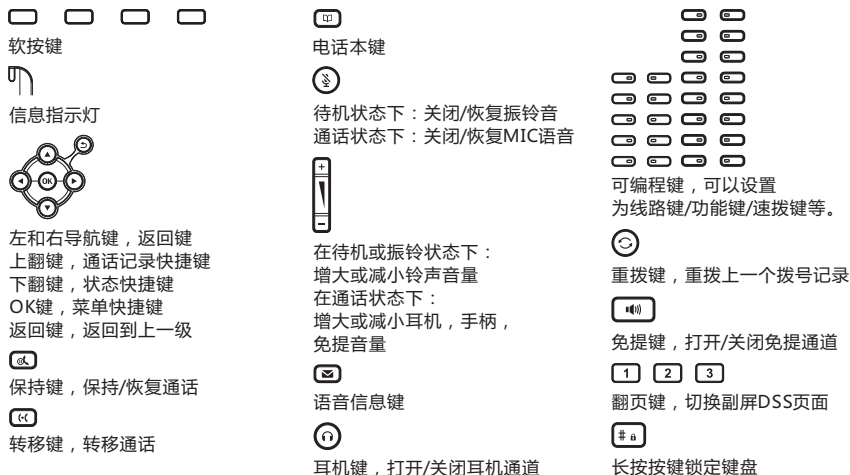 软按键
信息指示灯
OK
左和右导航键，返回键
上翻键，通话记录快捷键
下翻键，状态快捷键
OK键，菜单快捷键
返回键，返回到上一级
保持键，保持/恢复通话
转移键，转移通话
电话本键
待机状态下：关闭/恢复振铃音
通话状态下：关闭/恢复MIC语音
+
-
在待机或振铃状态下：
增大或减小铃声音量
在通话状态下：
增大或减小耳机，手柄，
免提音量
语音信息键
耳机键，打开/关闭耳机通道
可编程键，可以设置
为线路键/功能键/速拨键等。
重拨键，重拨上一个拨号记录
免提键，打开/关闭免提通道
1 2 3
翻页键，切换副屏DSS页面
#
长按按键锁定键盘